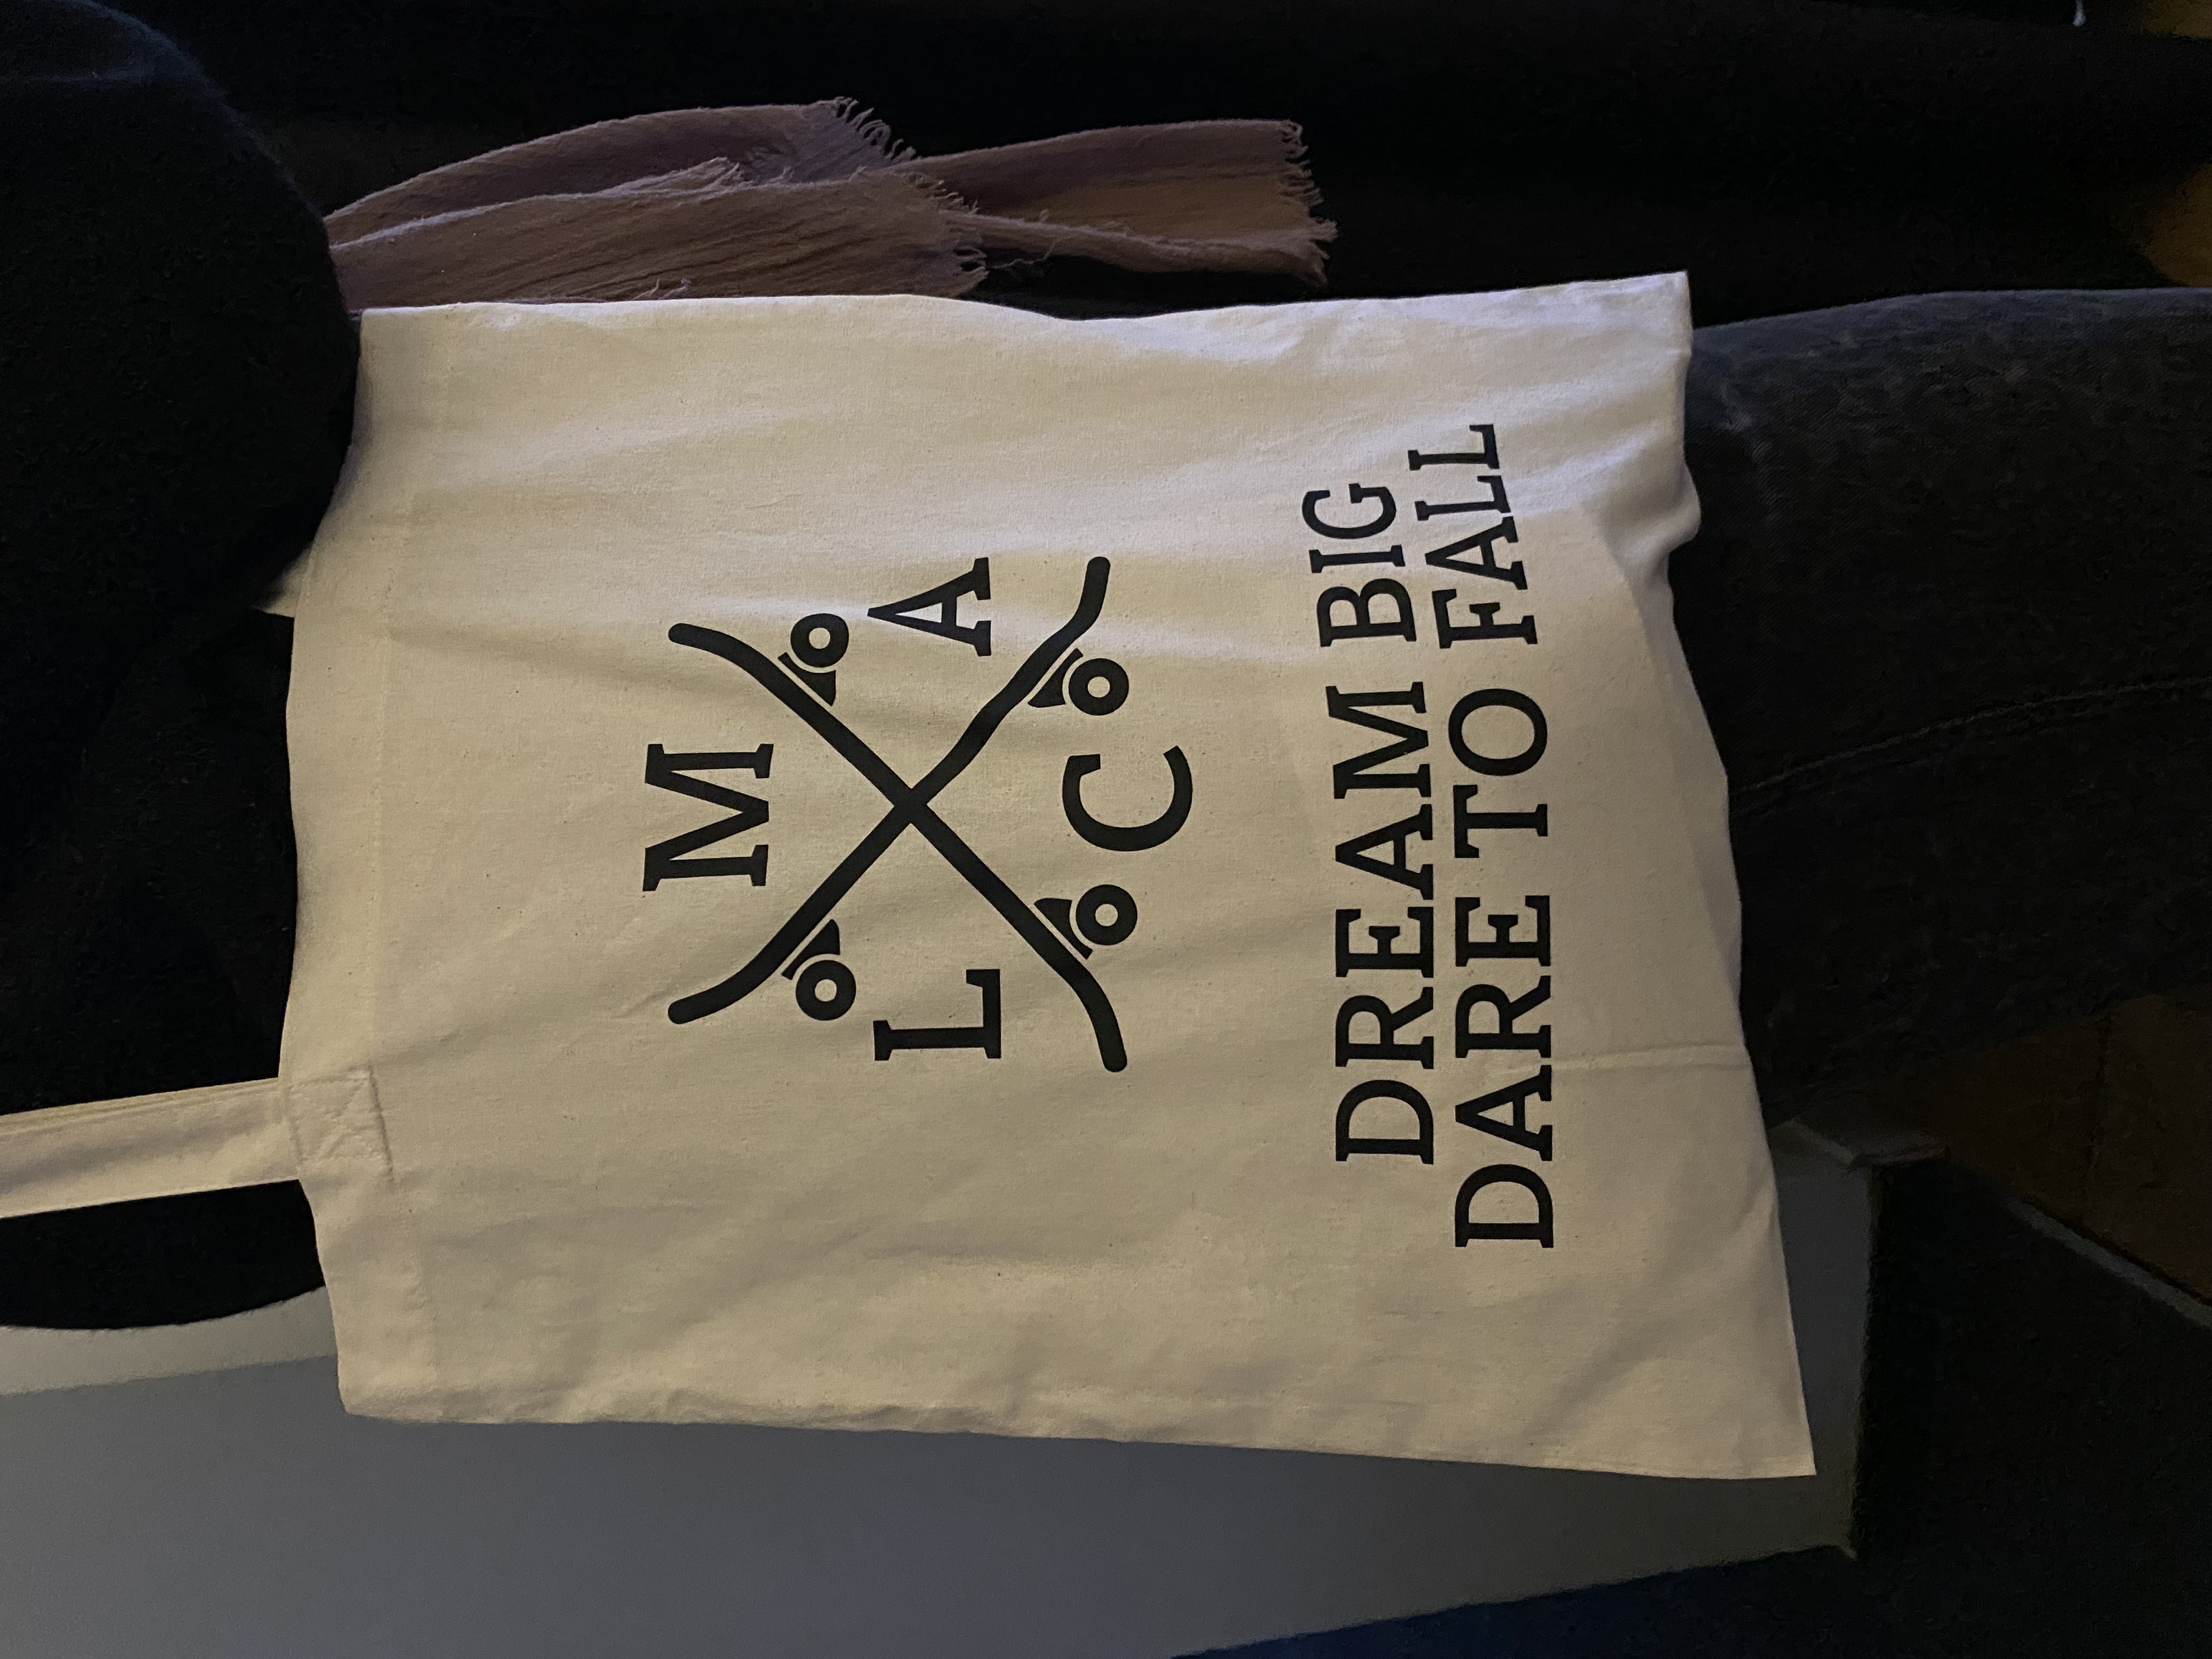 M
L A
C
DREAM BIG
DARE TO FALL